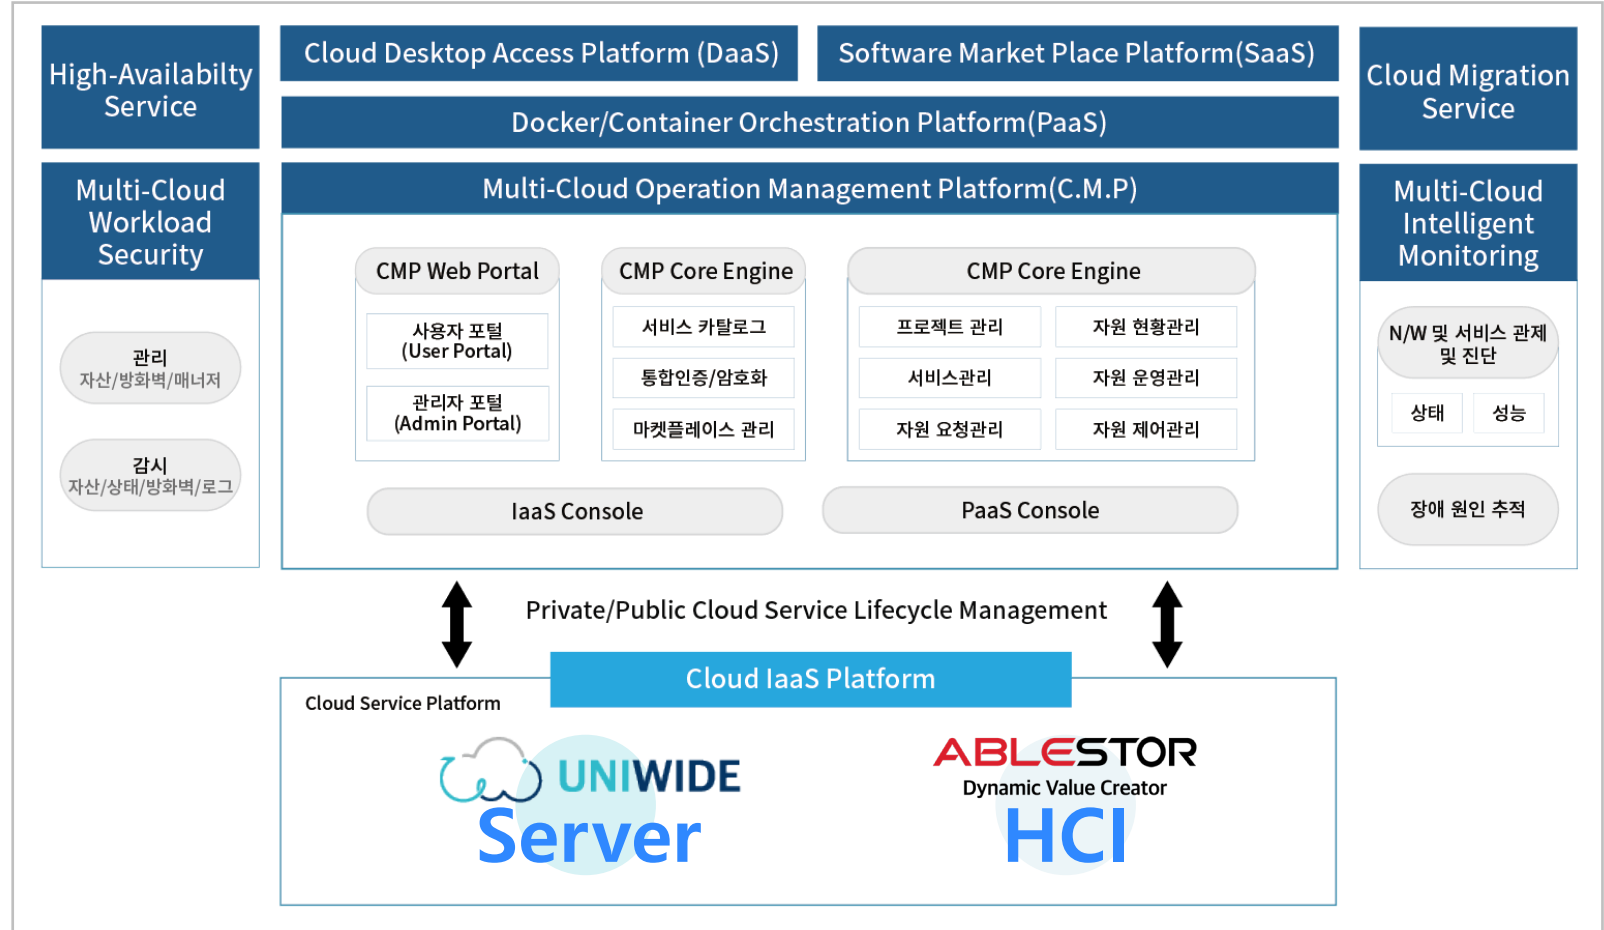 High-Availabilty
Service
Cloud Desktop Access Platform (DaaS)
Software Market Place Platform(SaaS)
Cloud Migration
Service
Docker/Container Orchestration Platform(PaaS)
Multi-Cloud
Workload
Security
관리
자산/방화벽/매너저
감시
자산/상태/방화벽/로그
Multi-Cloud Operation Management Platform(C.M.P)
CMP Web Portal
사용자 포털
(User Portal)
관리자 포털
(Admin Portal)
CMP Core Engine
서비스 카탈로그
통합인증/암호화
마켓플레이스 관리
CMP Core Engine
프로젝트 관리
자원 현황관리
서비스관리
자원 운영관리
자원 요청관리
자원 제어관리
IaaS Console
PaaS Console
Multi-Cloud
Intelligent
Monitoring
N/W 및 서비스 관제
및 진단
상태
성능
장애 원인 추적
Private/Public Cloud Service Lifecycle Management
Cloud IaaS Platform
Cloud Service Platform
UNIWIDE
Server
ABLESTOR
Dynamic Value Creator
HCI